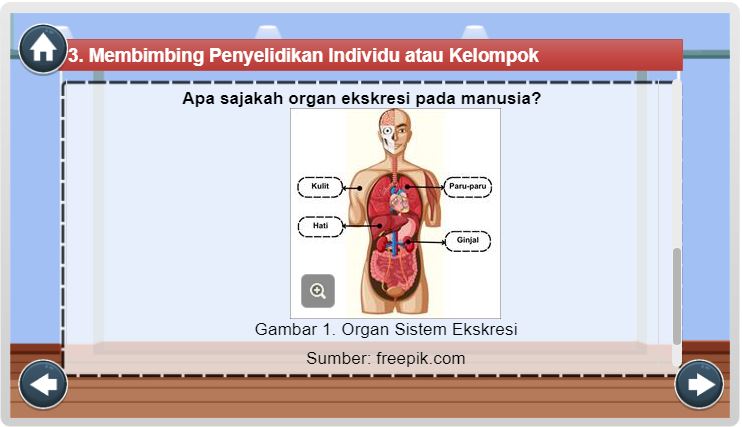 3. Membimbing Penyelidikan Individu atau Kelompok
Apa sajakah organ ekskresi pada manusia?
Kulit
Paru-paru
Hati
Ginjal
Gambar 1. Organ Sistem Ekskresi
Sumber: freepik.com